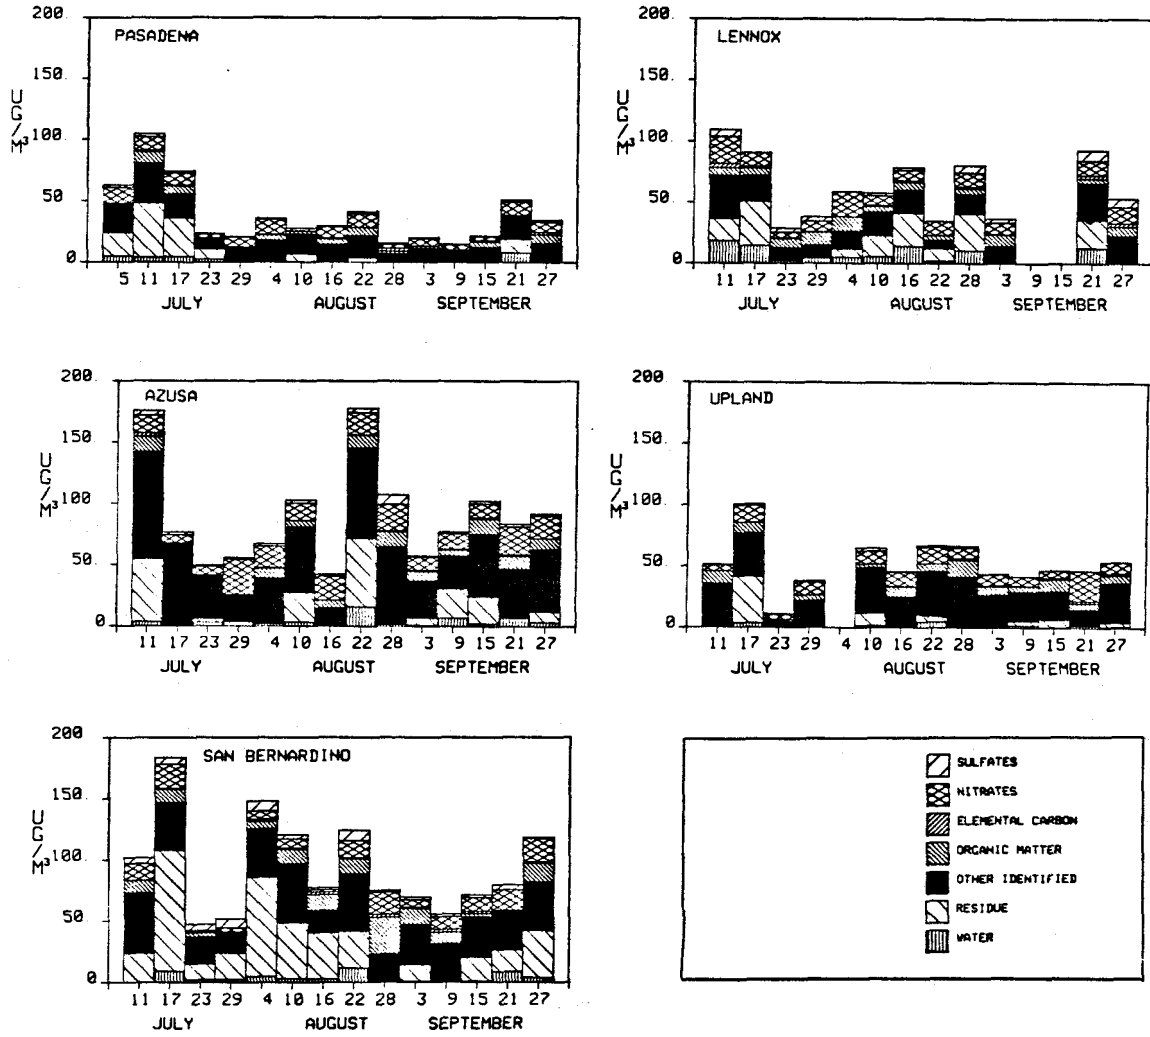 PASADENA
200.
150.
100.
50.
0.
UG/M³
5 11 17 23 29 4 10 16 22 28 3 9 15 21 27
JULY AUGUST SEPTEMBER
LENNOX
200.
150.
100.
50.
0.
UG/M³
11 17 23 29 4 10 16 22 28 3 9 15 21 27
JULY AUGUST SEPTEMBER
AZUSA
200.
150.
100.
50.
0.
UG/M³
11 17 23 29 4 10 16 22 28 3 9 15 21 27
JULY AUGUST SEPTEMBER
UPLAND
200.
150.
100.
50.
0.
UG/M³
11 17 23 29 4 10 16 22 28 3 9 15 21 27
JULY AUGUST SEPTEMBER
SAN BERNARDINO
200.
150.
100.
50.
0.
UG/M³
11 17 23 29 4 10 16 22 28 3 9 15 21 27
JULY AUGUST SEPTEMBER
SULFATES
NITRATES
ELEMENTAL CARBON
ORGANIC MATTER
OTHER IDENTIFIED
RESIDUE
WATER